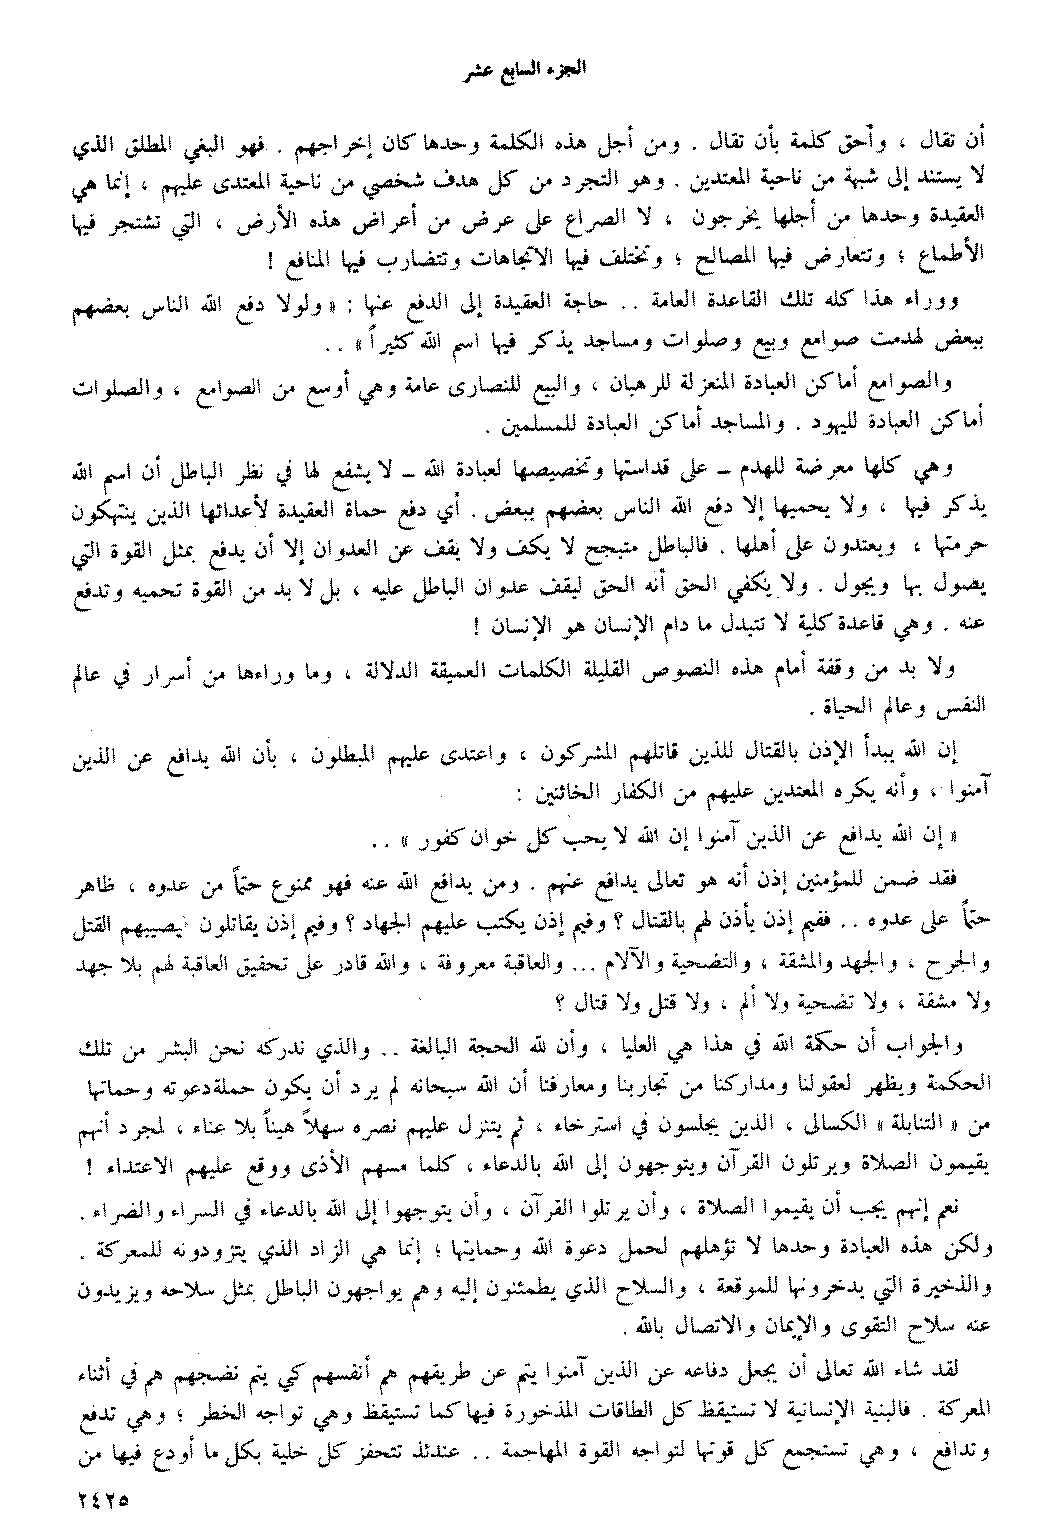 الجزء السابع عشر
أن تقال ، وأحق كلمة بأن تقال . ومن أجل هذه الكلمة وحدها كان إخراجهم . فهو البغي المطلق الذي
لا يستند إلى شبهة من ناحية المعتدين . وهو التجرد من كل هدف شخصي من ناحية المعتدى عليهم ، إنما هي
العقيدة وحدها من أجلها يخرجون ، لا الصراع على عرض من أعراض هذه الأرض ، التي تشتجر فيها
الأطماع ؛ وتتعارض فيها المصالح ؛ وتختلف فيها الاتجاهات وتتضارب فيها المنافع !
ووراء هذا كله تلك القاعدة العامة .. حاجة العقيدة إلى الدفع عنها : « ولولا دفع الله الناس بعضهم
ببعض لهدمت صوامع وبيع وصلوات ومساجد يذكر فيها اسم الله كثيراً » ..
والصوامع أماكن العبادة المنعزلة للرهبان ، والبيع للنصارى عامة وهي أوسع من الصوامع ، والصلوات
أماكن العبادة لليهود . والمساجد أماكن العبادة للمسلمين .
وهي كلها معرضة للهدم – على قداستها وتخصيصها لعبادة الله – لا يشفع لها في نظر الباطل أن اسم الله
يذكر فيها ، ولا يحميها إلا دفع الله الناس بعضهم ببعض . أي دفع حماة العقيدة لأعدائها الذين ينتهكون
حرمتها ، ويعتدون على أهلها . فالباطل متبجح لا يكف ولا يقف عن العدوان إلا أن يدفع بمثل القوة التي
يصول بها ويجول . ولا يكفي الحق أنه الحق ليقف عدوان الباطل عليه ، بل لا بد من القوة تحميه وتدفع
عنه . وهي قاعدة كلية لا تتبدل ما دام الإنسان هو الإنسان !
ولا بد من وقفة أمام هذه النصوص القليلة الكلمات العميقة الدلالة ، وما وراءها من أسرار في عالم
النفس وعالم الحياة .
إن الله يبدأ الإذن بالقتال للذين قاتلهم المشركون ، واعتدى عليهم المبطلون ، بأن الله يدافع عن الذين
آمنوا ، وأنه يكره المعتدين عليهم من الكفار الخائنين :
« إن الله يدافع عن الذين آمنوا إن الله لا يحب كل خوان كفور » ..
فقد ضمن للمؤمنين إذن أنه هو تعالى يدافع عنهم . ومن يدافع الله عنه فهو ممنوع حتماً من عدوه ، ظاهر
حتماً على عدوه .. ففيم إذن يأذن لهم بالقتال ؟ وفيم إذن يكتب عليهم الجهاد ؟ وفيم إذن يقاتلون فيصيبهم القتل
والجرح ، والجهد والمشقة ، والتضحية والآلام ... والعاقبة معروفة ، والله قادر على تحقيق العاقبة لهم بلا جهد
ولا مشقة ، ولا تضحية ولا ألم ، ولا قتل ولا قتال ؟
والجواب أن حكمة الله في هذا هي العليا ، وأن لله الحجة البالغة .. والذي ندركه نحن البشر من تلك
الحكمة ويظهر لعقولنا ومداركنا من تجاربنا ومعارفنا أن الله سبحانه لم يرد أن يكون حملة دعوته وحماتها
من « التنابلة » الكسالى ، الذين يجلسون في استرخاء ، ثم يتنزل عليهم نصره سهلاً هيناً بلا عناء ، لمجرد أنهم
يقيمون الصلاة ويرتلون القرآن ويتوجهون إلى الله بالدعاء ، كلما مسهم الأذى ووقع عليهم الاعتداء !
نعم إنهم يجب أن يقيموا الصلاة ، وأن يرتلوا القرآن ، وأن يتوجهوا إلى الله بالدعاء في السراء والضراء .
ولكن هذه العبادة وحدها لا تؤهلهم لحمل دعوة الله وحمايتها ؛ إنما هي الزاد الذي يتزودونه للمعركة .
والذخيرة التي يدخرونها للموقعة ، والسلاح الذي يطمئنون إليه وهم يواجهون الباطل بمثل سلاحه ويزيدون
عنه سلاح التقوى والإيمان والاتصال بالله .
لقد شاء الله تعالى أن يجعل دفاعه عن الذين آمنوا يتم عن طريقهم هم أنفسهم كي يتم نضجهم هم في أثناء
المعركة . فالبنية الإنسانية لا تستيقظ كل الطاقات المذخورة فيها كما تستيقظ وهي تواجه الخطر ؛ وهي تدفع
وتدافع ، وهي تستجمع كل قوتها لتواجه القوة المهاجمة .. عندئذ تتحفز كل خلية بكل ما أودع فيها من
٢٤٢٥